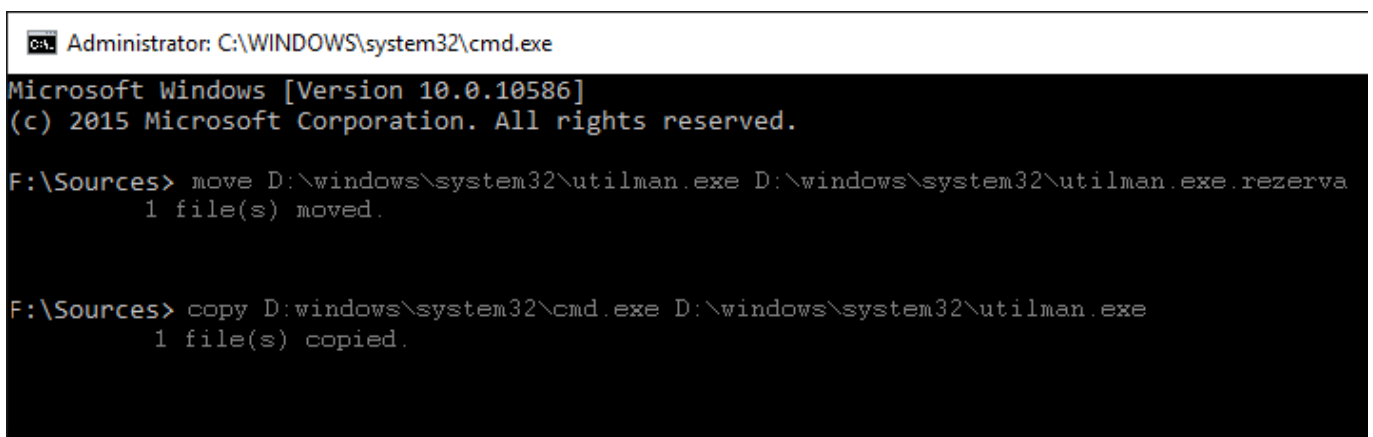 Administrator: C:\WINDOWS\system32\cmd.exe
Microsoft Windows [Version 10.0.10586]
(c) 2015 Microsoft Corporation. All rights reserved.
F:\Sources> move D:\windows\system32\utilman.exe D:\windows\system32\utilman.exe.rezerva
1 file(s) moved.
F:\Sources> copy D:windows\system32\cmd.exe D:\windows\system32\utilman.exe
1 file(s) copied.